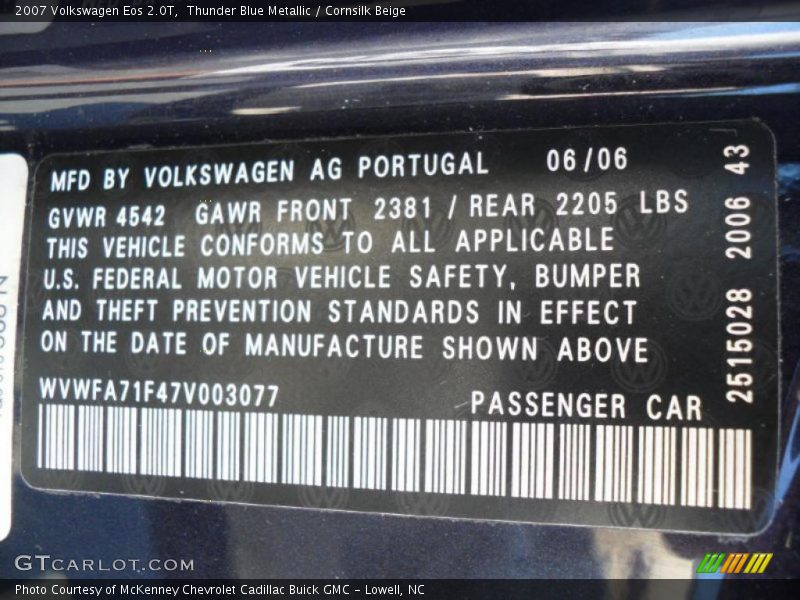 2007 Volkswagen Eos 2.0T, Thunder Blue Metallic / Cornsilk Beige
MFD BY VOLKSWAGEN AG PORTUGAL 06/06
GVWR 4542 GAWR FRONT 2381 / REAR 2205 LBS
THIS VEHICLE CONFORMS TO ALL APPLICABLE
U.S. FEDERAL MOTOR VEHICLE SAFETY, BUMPER
AND THEFT PREVENTION STANDARDS IN EFFECT
ON THE DATE OF MANUFACTURE SHOWN ABOVE
WVWFA71F47V003077 PASSENGER CAR
2515028 2006 43
GTCARLOT.COM
Photo Courtesy of McKenney Chevrolet Cadillac Buick GMC - Lowell, NC